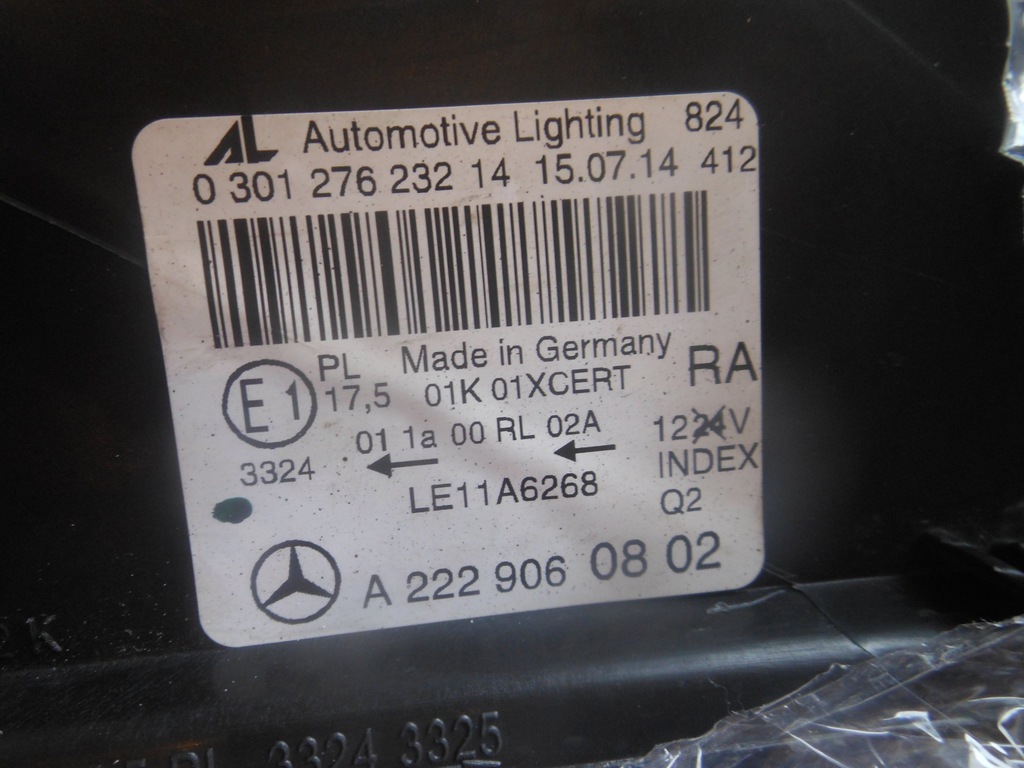 AL Automotive Lighting 824
0 301 276 232 14 15.07.14 412
E1 PL Made in Germany RA
17,5 01K 01XCERT
01 1a 00 RL 02A 1224V
3324 INDEX
LE11A6268 Q2
A 222 906 08 02
PL 3324 3325